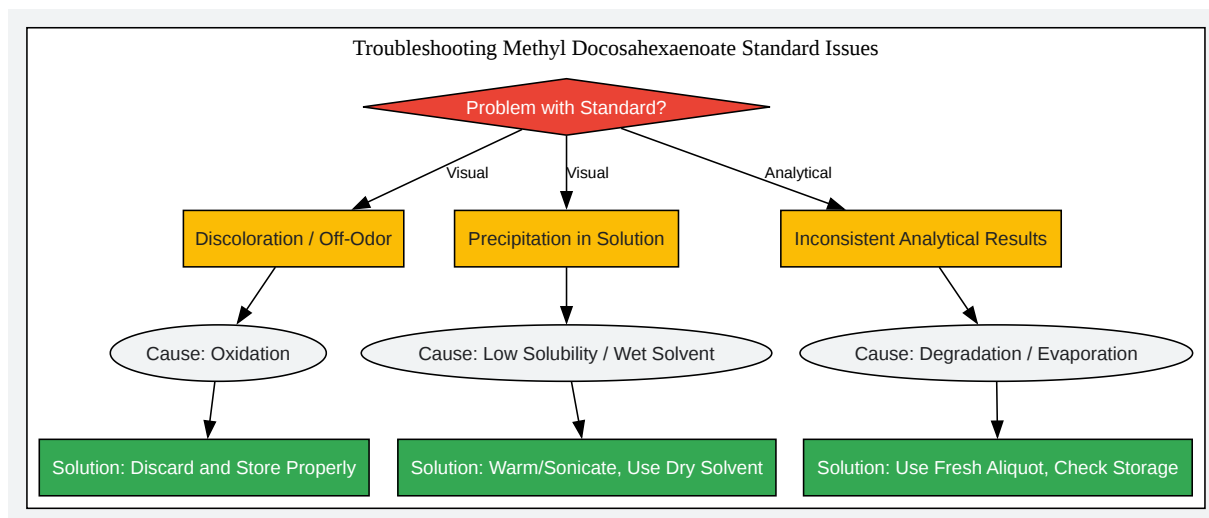 Troubleshooting Methyl Docosahexaenoate Standard Issues
Problem with Standard?
Visual
Visual
Analytical
Discoloration / Off-Odor
Precipitation in Solution
Inconsistent Analytical Results
Cause: Oxidation
Cause: Low Solubility / Wet Solvent
Cause: Degradation / Evaporation
Solution: Discard and Store Properly
Solution: Warm/Sonicate, Use Dry Solvent
Solution: Use Fresh Aliquot, Check Storage